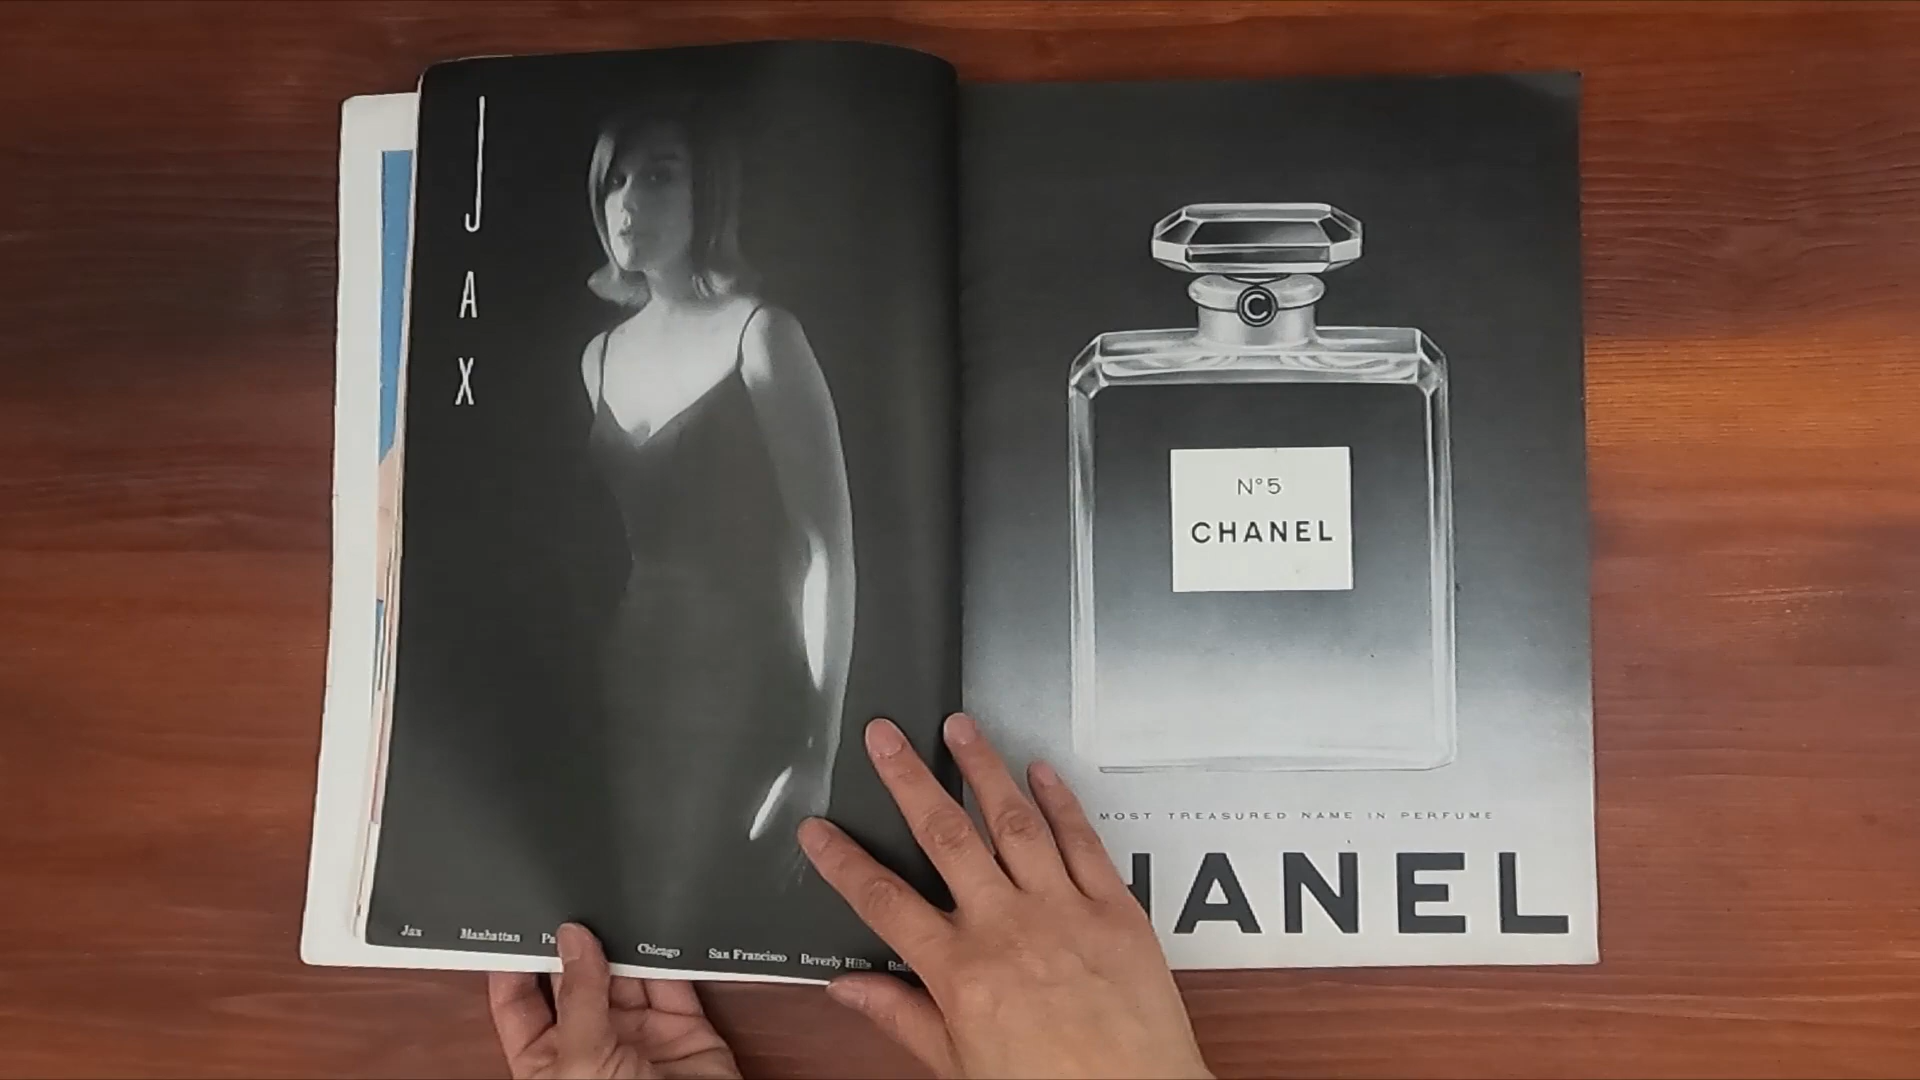 JAX
Jax Manhattan Chicago San Francisco Beverly Hills
C
N°5
CHANEL
MOST TREASURED NAME IN PERFUME
HANEL